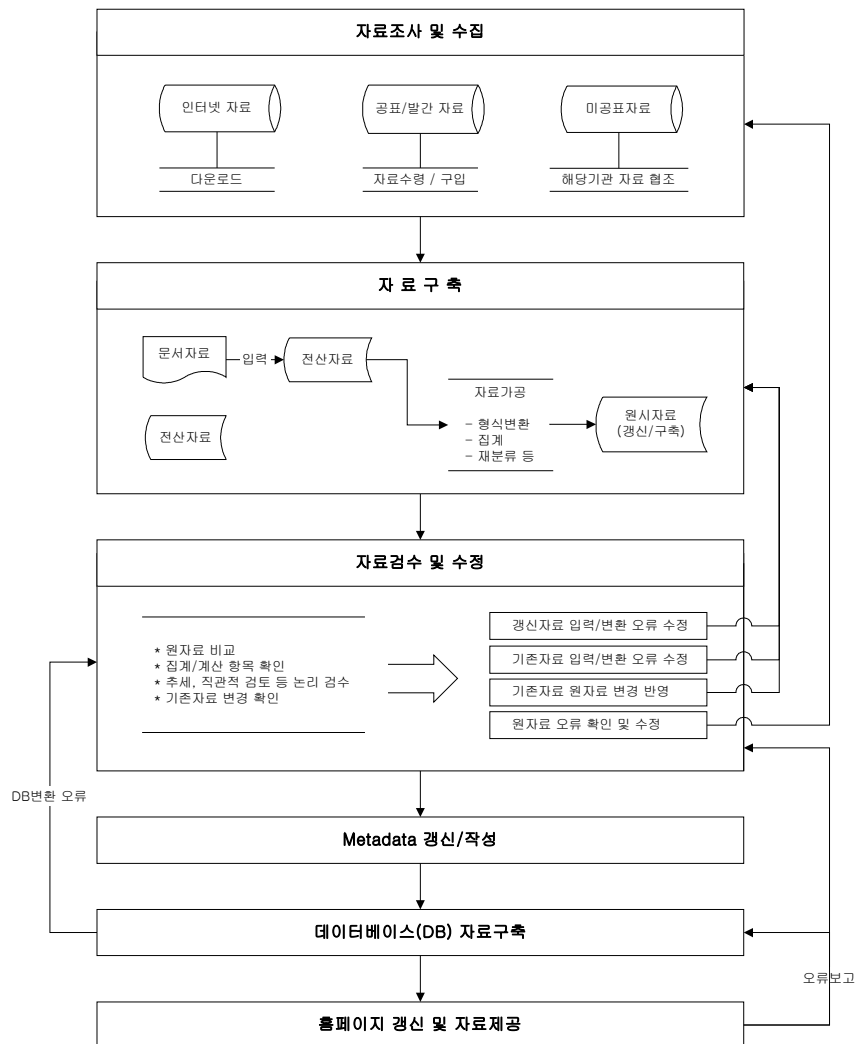 자료조사 및 수집
인터넷 자료
공표/발간 자료
미공표자료
다운로드
자료수령 / 구입
해당기관 자료 협조
자 료 구 축
문서자료
입력
전산자료
전산자료
자료가공
- 형식변환
- 집계
- 재분류 등
원시자료
(갱신/구축)
자료검수 및 수정
* 원자료 비교
* 집계/계산 항목 확인
* 추세, 직관적 검토 등 논리 검수
* 기존자료 변경 확인
갱신자료 입력/변환 오류 수정
기존자료 입력/변환 오류 수정
기존자료 원자료 변경 반영
원자료 오류 확인 및 수정
DB변환 오류
Metadata 갱신/작성
데이터베이스(DB) 자료구축
오류보고
홈페이지 갱신 및 자료제공